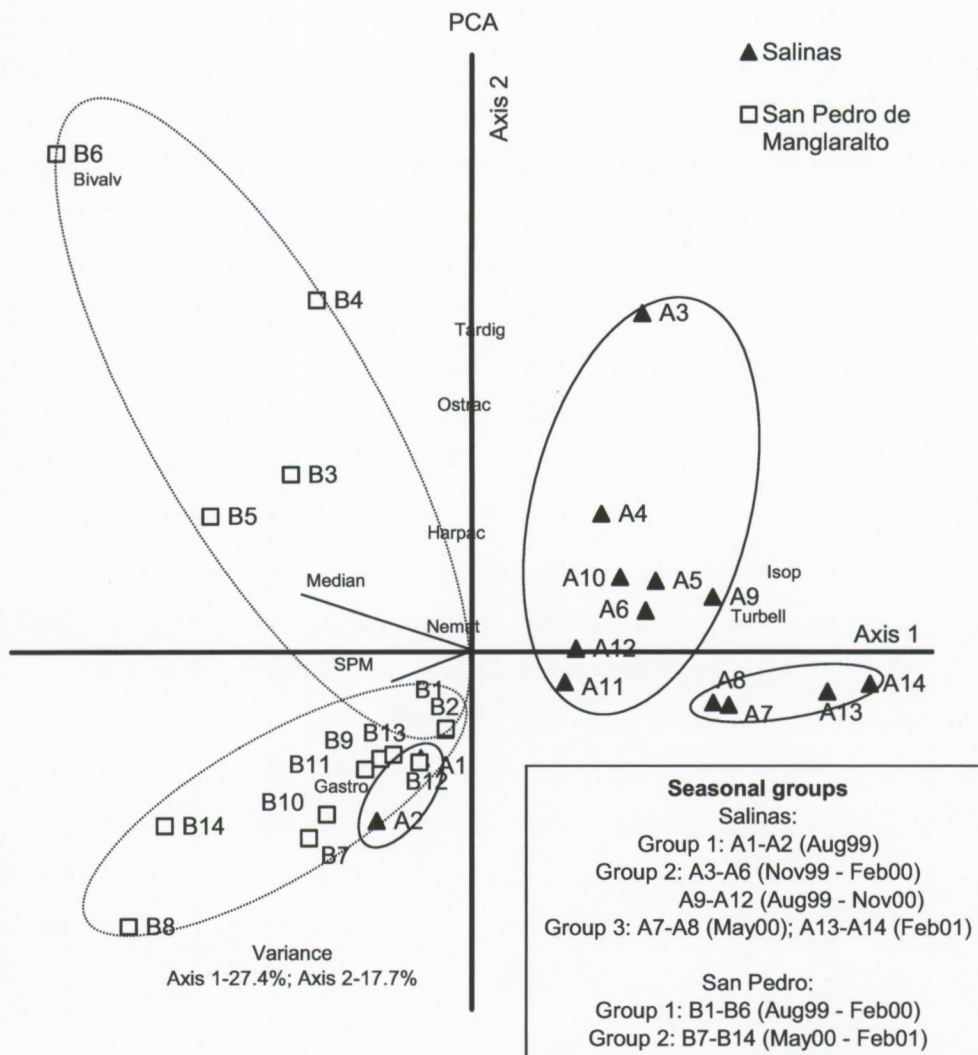 PCA
Axis 2
Salinas
San Pedro de
Manglaralto
B6
Bivalv
B4
Tardig
A3
Ostrac
B3
B5
A4
Harpac
Median
A10
A5
Isop
A6
A9
Turbell
Nemat
Axis 1
SPM
A12
B1
A11
A8
A14
B2
A7
A13
B9
B13
B11
A1
Gastro
B12
B10
A2
B14
B7
B8
Variance
Axis 1-27.4%; Axis 2-17.7%
Seasonal groups
Salinas:
Group 1: A1-A2 (Aug99)
Group 2: A3-A6 (Nov99 - Feb00)
A9-A12 (Aug99 - Nov00)
Group 3: A7-A8 (May00); A13-A14 (Feb01)
San Pedro:
Group 1: B1-B6 (Aug99 - Feb00)
Group 2: B7-B14 (May00 - Feb01)